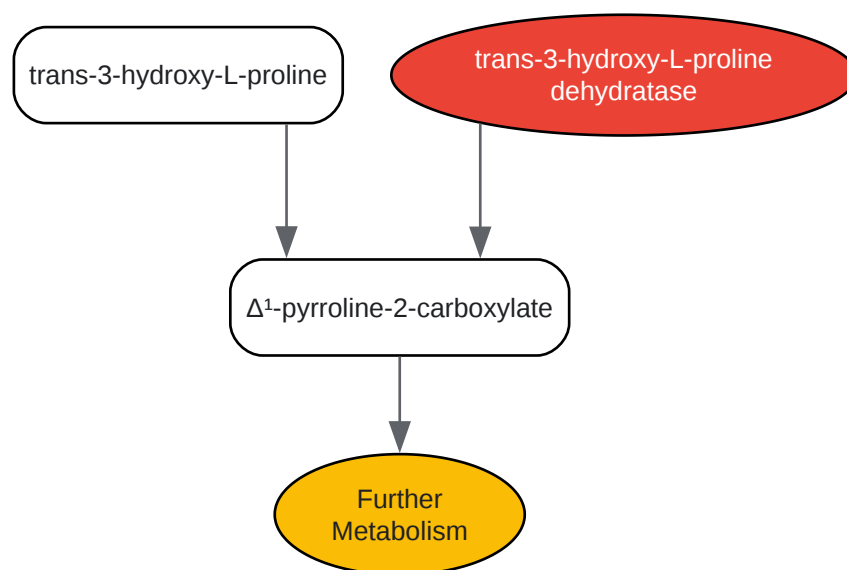 trans-3-hydroxy-L-proline
trans-3-hydroxy-L-proline
dehydratase
Δ¹-pyrroline-2-carboxylate
Further
Metabolism